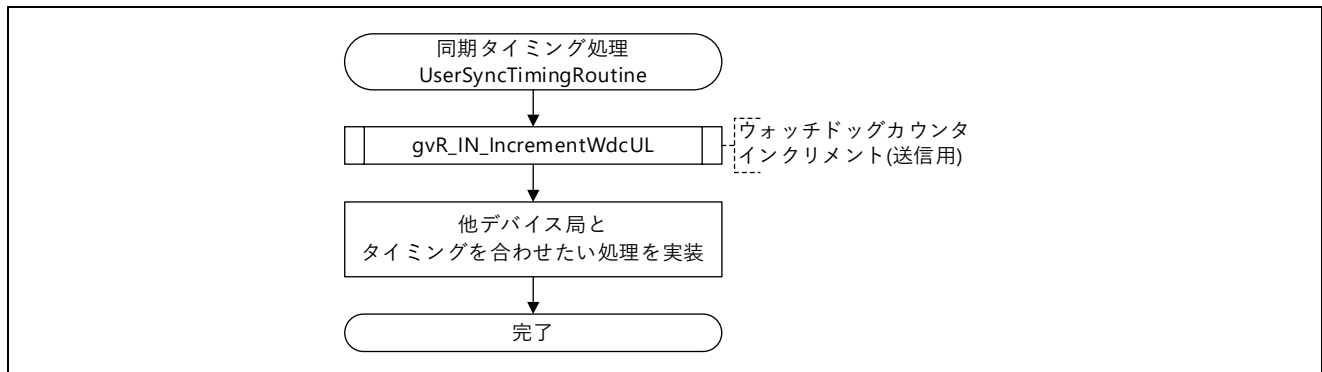 同期タイミング処理
UserSyncTimingRoutine
gvR_IN_IncrementWdcUL
ウォッチドッグカウンタ
インクリメント(送信用)
他デバイス局と
タイミングを合わせたい処理を実装
完了